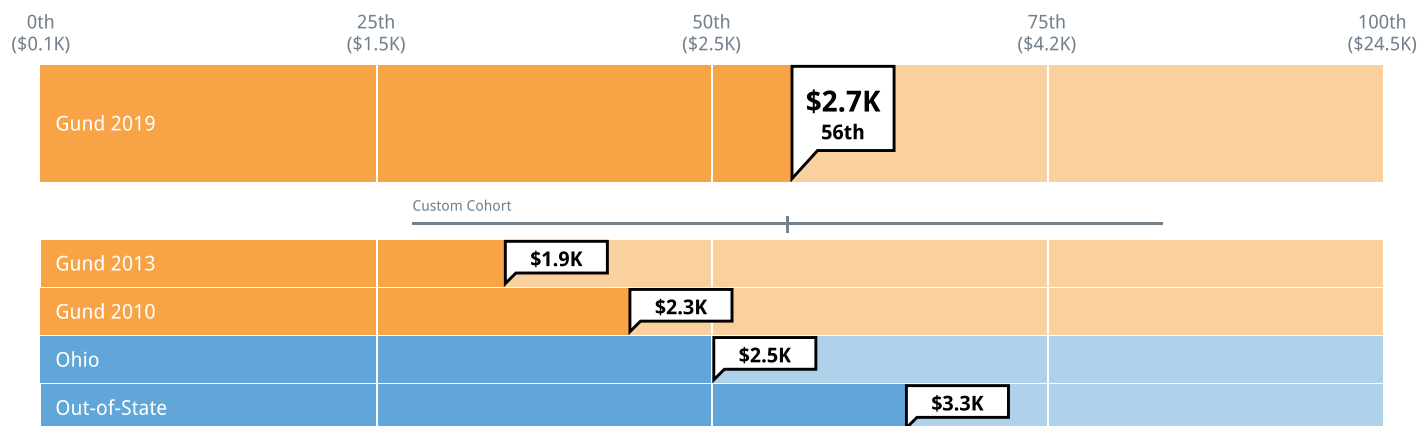 0th 25th 50th 75th 100th
($0.1K) ($1.5K) ($2.5K) ($4.2K) ($24.5K)
$2.7K
Gund 2019
56th
Custom Cohort
Gund 2013 $1.9K
Gund 2010 $2.3K
Ohio $2.5K
Out-of-State $3.3K